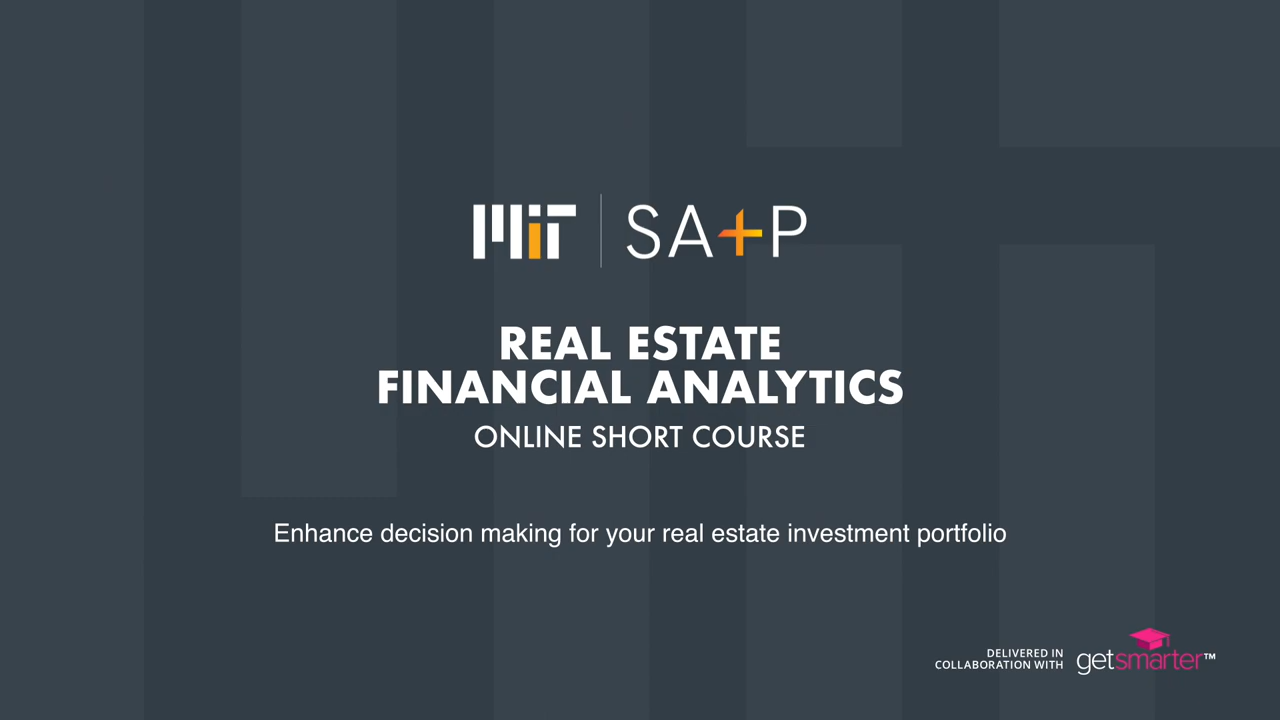 MIT | SA+P
REAL ESTATE
FINANCIAL ANALYTICS
ONLINE SHORT COURSE
Enhance decision making for your real estate investment portfolio
DELIVERED IN
COLLABORATION WITH
getsmarter™